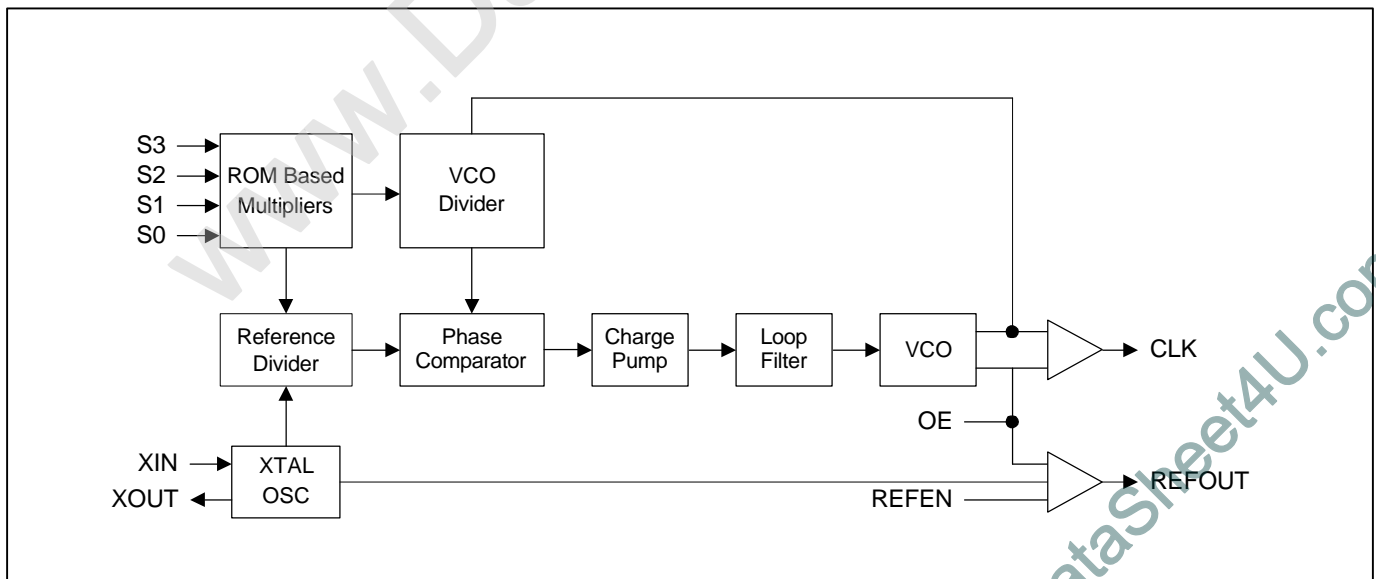 S3
S2
S1
S0
ROM Based
Multipliers
VCO
Divider
Reference
Divider
Phase
Comparator
Charge
Pump
Loop
Filter
VCO
CLK
OE
XIN
XOUT
XTAL
OSC
REFEN
REFOUT
www.D
ataSheet4U.com